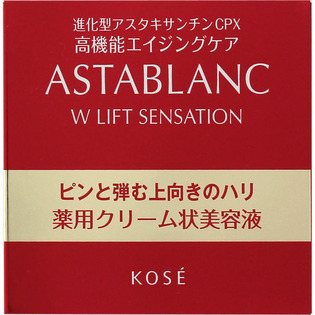 進化型アスタキサンチンCPX
高機能エイジングケア
ASTABLANC
W LIFT SENSATION
ピンと弾む上向きのハリ
薬用クリーム状美容液
KOSÉ